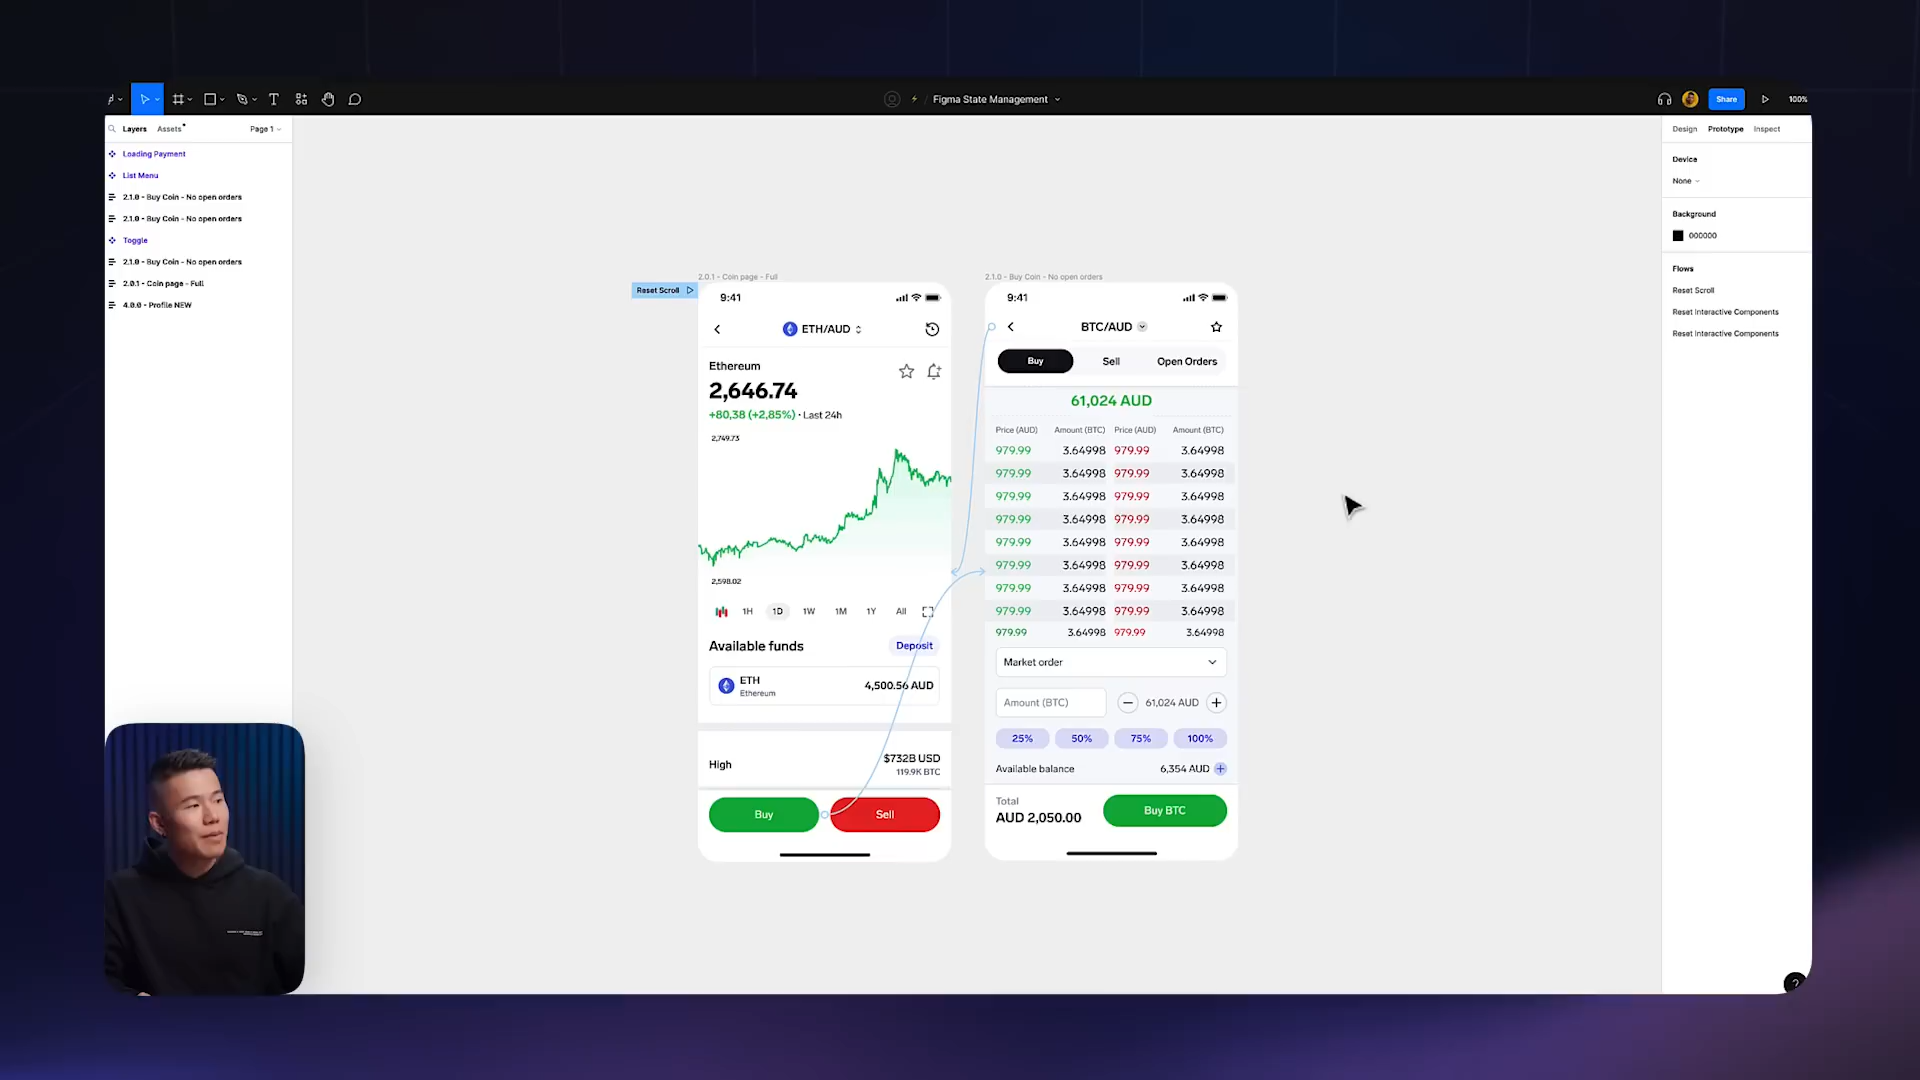 Figma State Management
Share
100%
Layers
Assets
Page 1
Loading Payment
List Menu
2.1.0 - Buy Coin - No open orders
2.1.0 - Buy Coin - No open orders
Toggle
2.1.0 - Buy Coin - No open orders
2.0.1 - Coin page - Full
4.0.0 - Profile NEW
Reset Scroll
2.0.1 - Coin page - Full
9:41
ETH/AUD
Ethereum
2,646.74
+80,38 (+2,85%) • Last 24h
2,749.73
2,598.02
1H 1D 1W 1M 1Y All
Available funds
Deposit
ETH
Ethereum
4,500.56 AUD
High
$732B USD
119.9K BTC
Buy
Sell
2.1.0 - Buy Coin - No open orders
9:41
BTC/AUD
Buy
Sell
Open Orders
61,024 AUD
Price (AUD) Amount (BTC) Price (AUD) Amount (BTC)
979.99 3.64998 979.99 3.64998
979.99 3.64998 979.99 3.64998
979.99 3.64998 979.99 3.64998
979.99 3.64998 979.99 3.64998
979.99 3.64998 979.99 3.64998
979.99 3.64998 979.99 3.64998
979.99 3.64998 979.99 3.64998
979.99 3.64998 979.99 3.64998
979.99 3.64998 979.99 3.64998
Market order
Amount (BTC)
61,024 AUD
25% 50% 75% 100%
Available balance
6,354 AUD
Total
AUD 2,050.00
Buy BTC
Design
Prototype
Inspect
Device
None
Background
000000
Flows
Reset Scroll
Reset Interactive Components
Reset Interactive Components
?